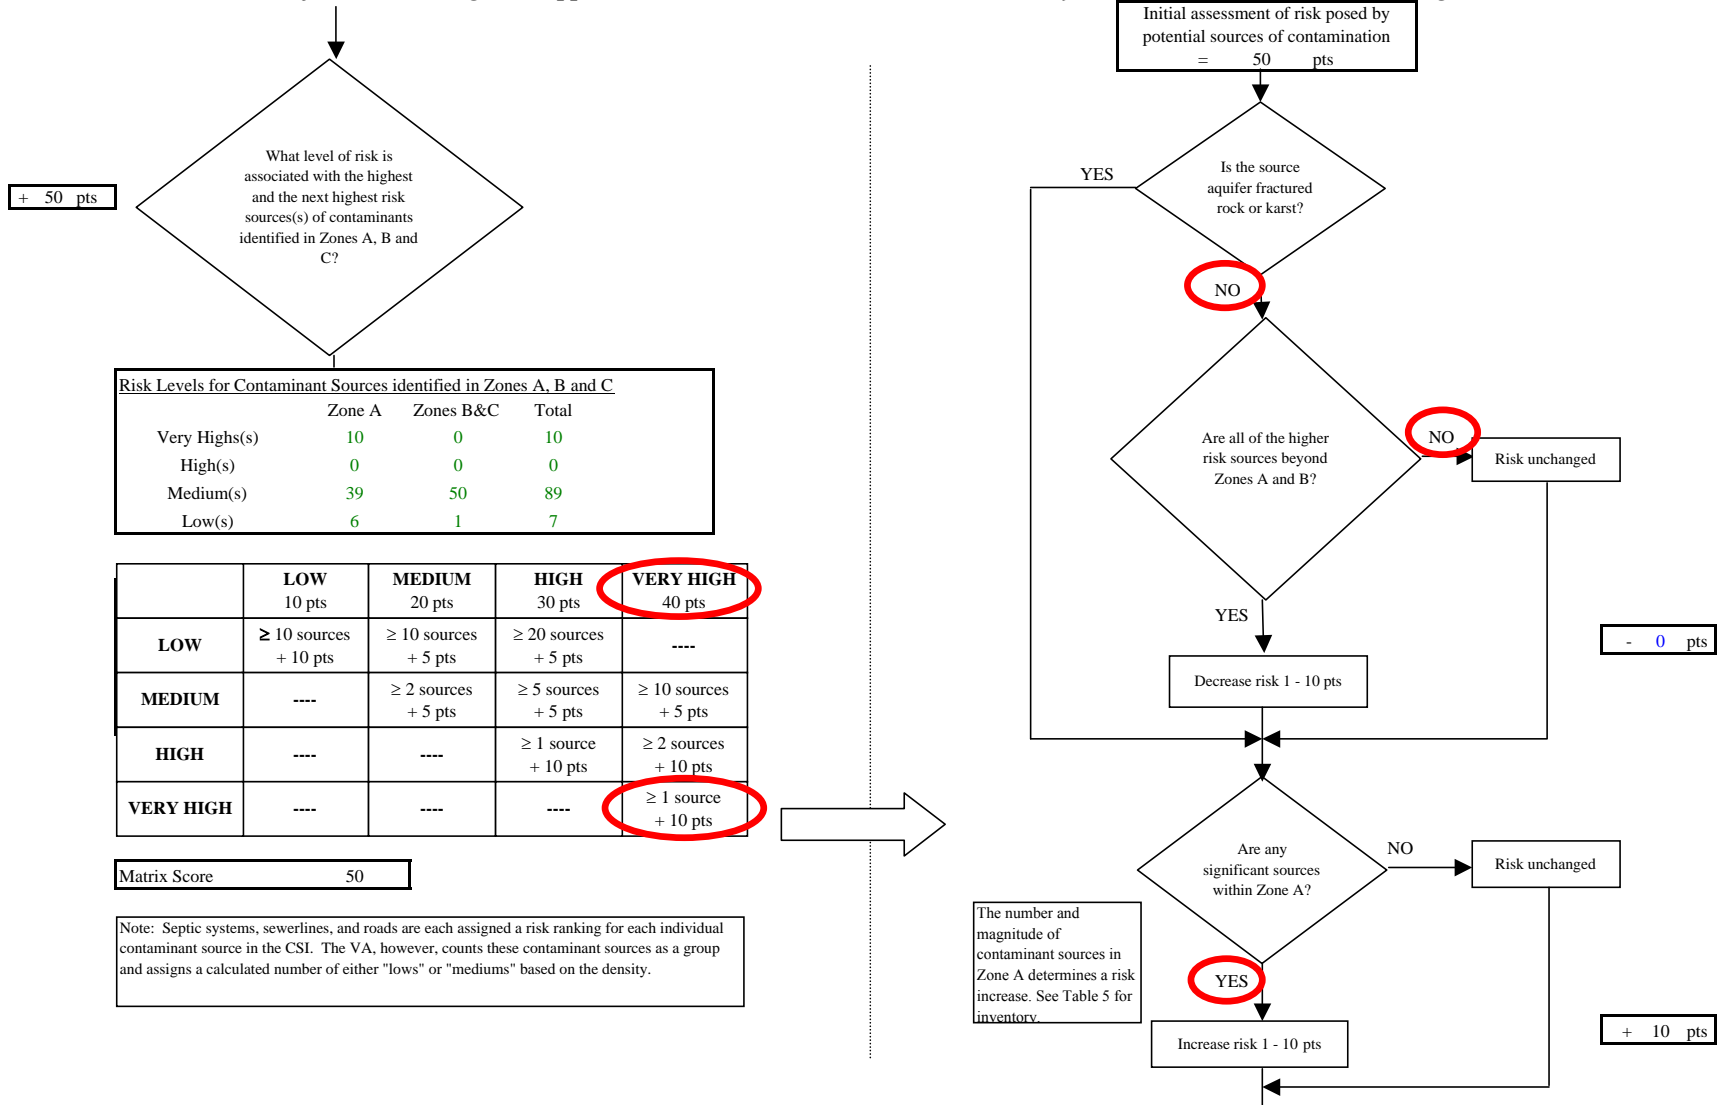 What level of risk is
associated with the highest
and the next highest risk
sources(s) of contaminants
identified in Zones A, B and
C?
+ 50 pts
Risk Levels for Contaminant Sources identified in Zones A, B and C
Zone A Zones B&C Total
Very Highs(s) 10 0 10
High(s) 0 0 0
Medium(s) 39 50 89
Low(s) 6 1 7
LOW MEDIUM HIGH VERY HIGH
10 pts 20 pts 30 pts 40 pts
LOW ≥ 10 sources ≥ 10 sources ≥ 20 sources ----
+ 10 pts + 5 pts + 5 pts
MEDIUM ---- ≥ 2 sources ≥ 5 sources ≥ 10 sources
+ 5 pts + 5 pts + 5 pts
HIGH ---- ---- ≥ 1 source ≥ 2 sources
+ 10 pts + 10 pts
VERY HIGH ---- ---- ---- ≥ 1 source
+ 10 pts
Matrix Score 50
Note: Septic systems, sewerlines, and roads are each assigned a risk ranking for each individual
contaminant source in the CSI. The VA, however, counts these contaminant sources as a group
and assigns a calculated number of either "lows" or "mediums" based on the density.
Initial assessment of risk posed by
potential sources of contamination
= 50 pts
Is the source
aquifer fractured
rock or karst?
YES
NO
Are all of the higher
risk sources beyond
Zones A and B?
NO
Risk unchanged
YES
- 0 pts
Decrease risk 1 - 10 pts
Are any
significant sources
within Zone A?
NO
Risk unchanged
The number and
magnitude of
contaminant sources in
Zone A determines a risk
increase. See Table 5 for
inventory.
YES
+ 10 pts
Increase risk 1 - 10 pts